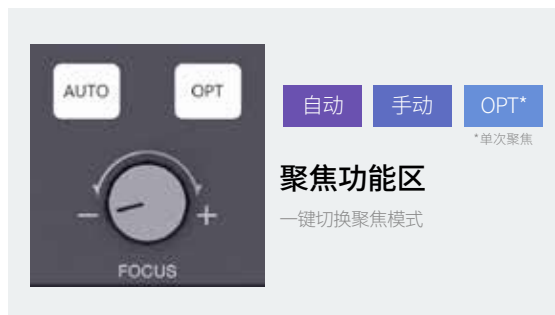 AUTO
OPT
− +
FOCUS
自动
手动
OPT*
*单次聚焦
聚焦功能区
一键切换聚焦模式